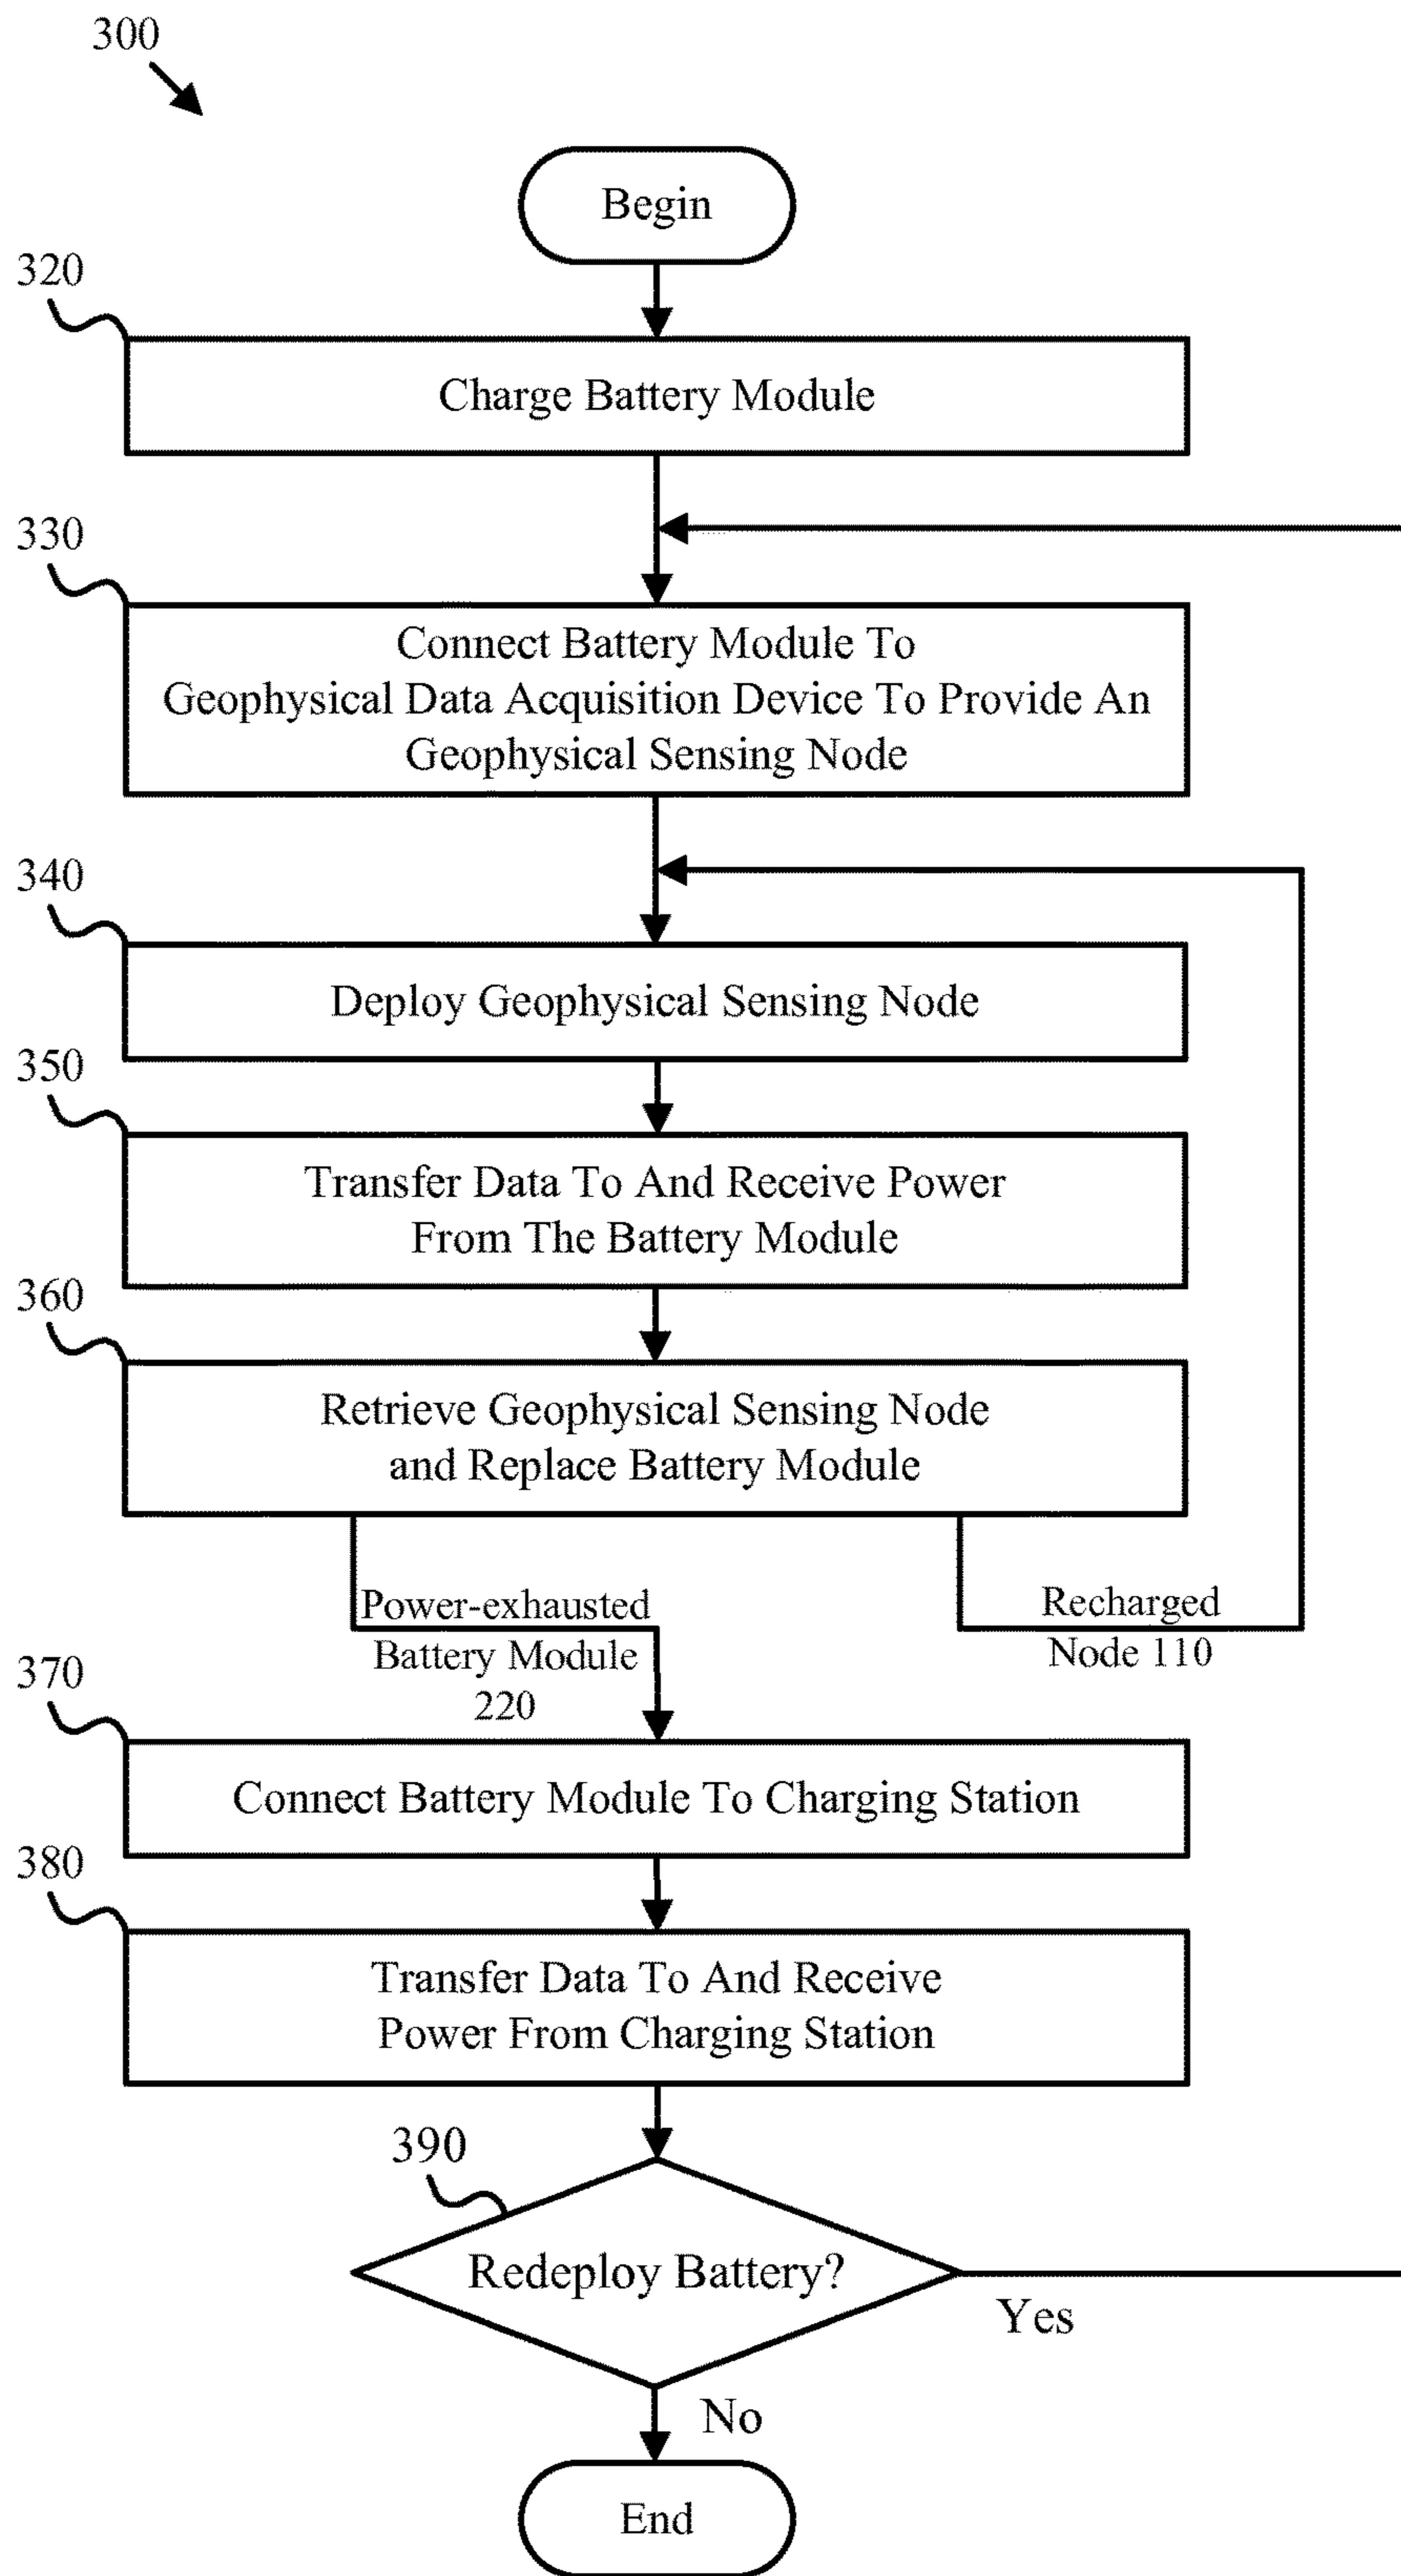 300
Begin
320
Charge Battery Module
330
Connect Battery Module To
Geophysical Data Acquisition Device To Provide An
Geophysical Sensing Node
340
Deploy Geophysical Sensing Node
350
Transfer Data To And Receive Power
From The Battery Module
360
Retrieve Geophysical Sensing Node
and Replace Battery Module
Power-exhausted
Battery Module
220
Recharged
Node 110
370
Connect Battery Module To Charging Station
380
Transfer Data To And Receive
Power From Charging Station
390
Redeploy Battery?
Yes
No
End